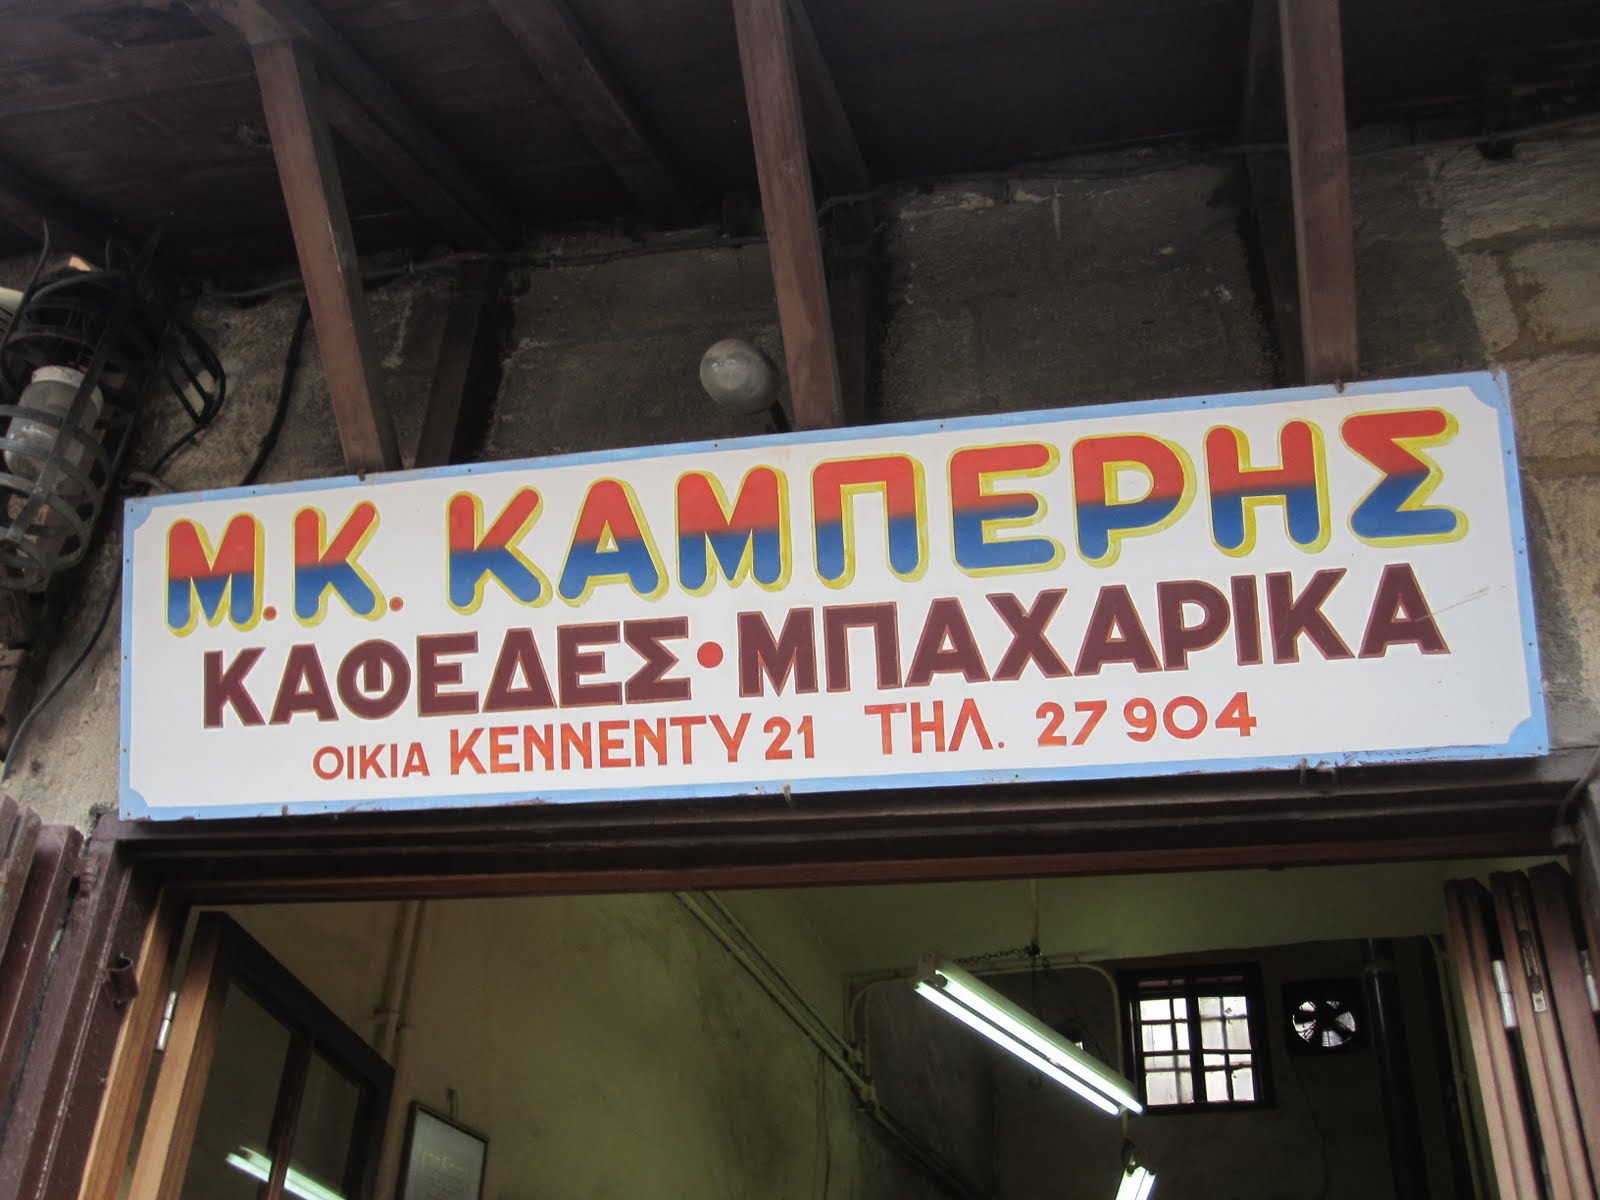 Μ.Κ. ΚΑΜΠΕΡΗΣ
ΚΑΦΕΔΕΣ • ΜΠΑΧΑΡΙΚΑ
ΟΙΚΙΑ ΚΕΝΝΕΝΤΥ 21 ΤΗΛ. 27904